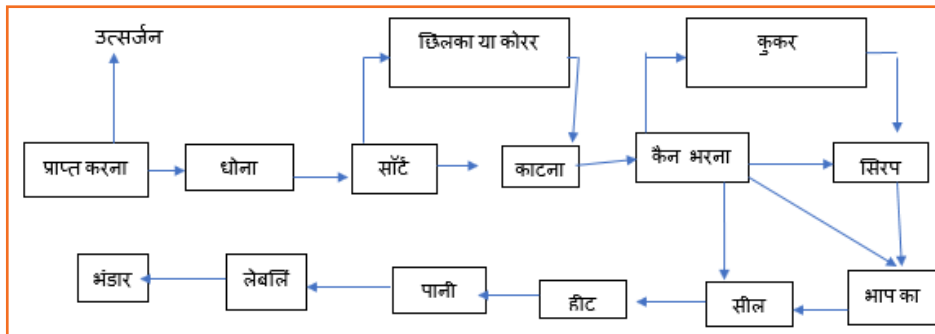 उत्सर्जन
छिलका या कोरर
कुकर
प्राप्त करना
धोना
सॉर्ट
काटना
कैन भरना
सिरप
भंडार
लेबलिं
पानी
हीट
सील
भाप का